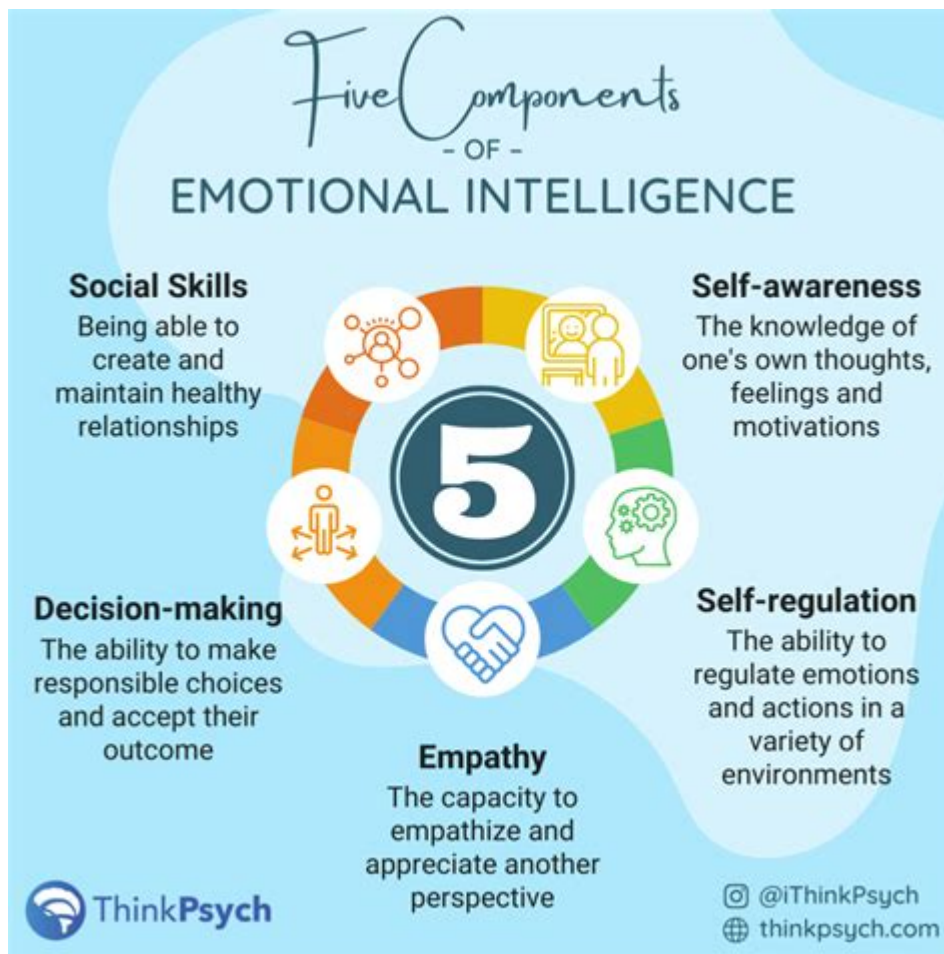 Five Components
- OF -
EMOTIONAL INTELLIGENCE
Social Skills
Being able to
create and
maintain healthy
relationships
Self-awareness
The knowledge of
one's own thoughts,
feelings and
motivations
5
Decision-making
The ability to make
responsible choices
and accept their
outcome
Self-regulation
The ability to
regulate emotions
and actions in a
variety of
environments
Empathy
The capacity to
empathize and
appreciate another
perspective
ThinkPsych
@iThinkPsych
thinkpsych.com